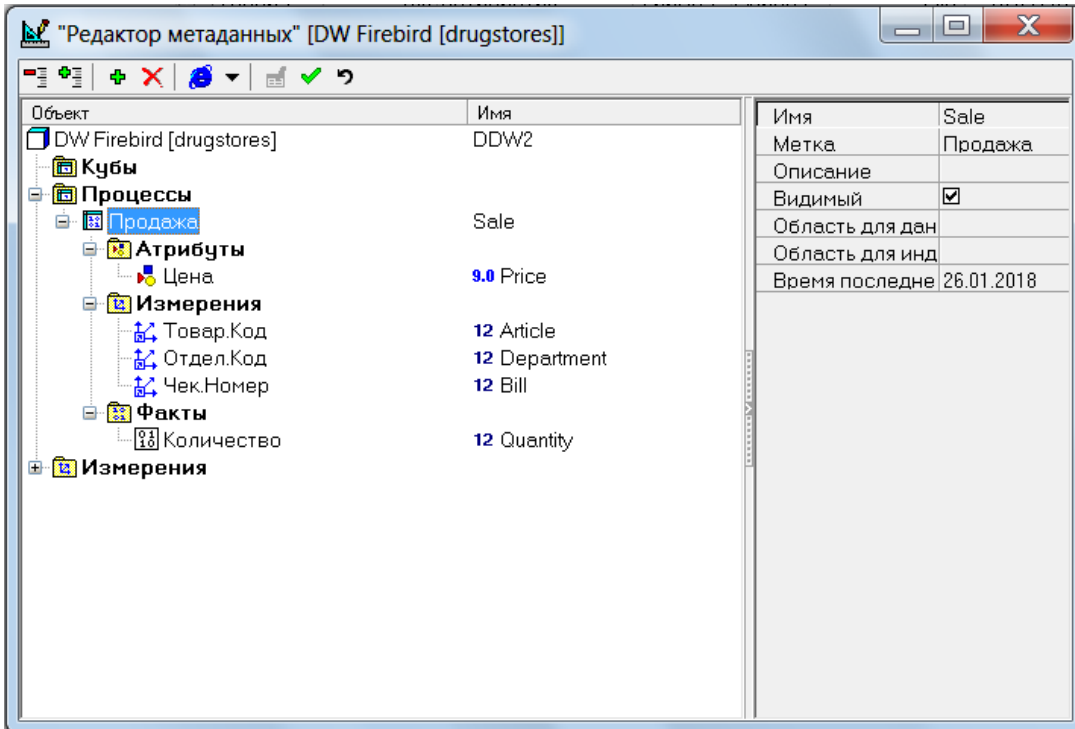 "Редактор метаданных" [DW Firebird [drugstores]]
Объект Имя
DW Firebird [drugstores] DDW2
Кубы
Процессы
Продажа Sale
Атрибуты
Цена 9.0 Price
Измерения
Товар.Код 12 Article
Отдел.Код 12 Department
Чек.Номер 12 Bill
Факты
Количество 12 Quantity
Измерения
Имя Sale
Метка Продажа
Описание
Видимый
Область для дан
Область для инд
Время последне 26.01.2018